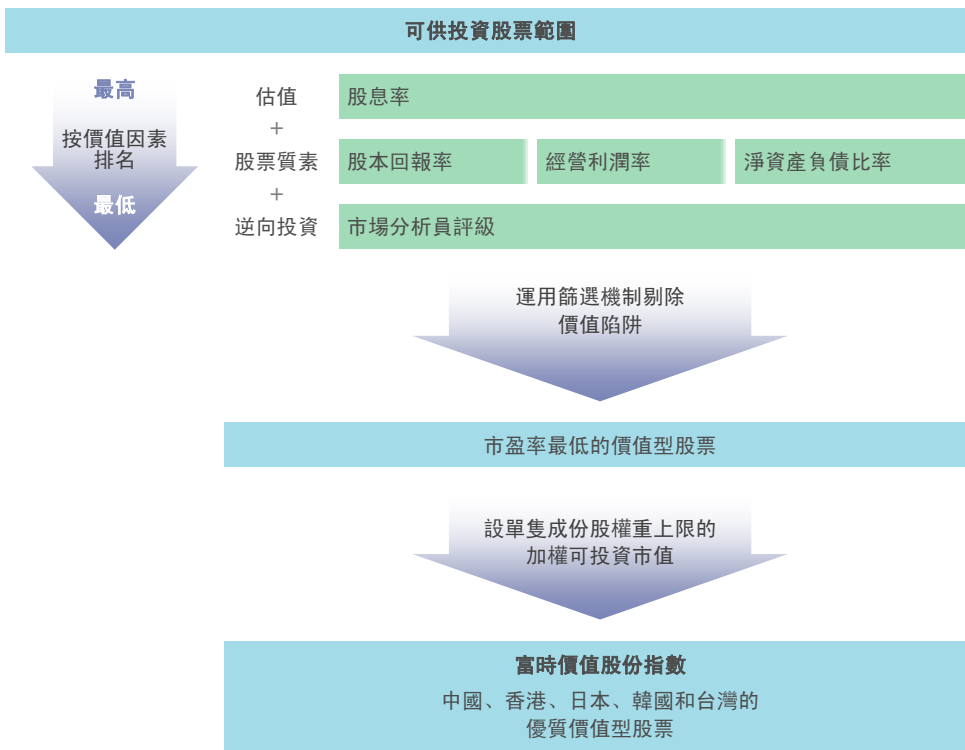 可供投資股票範圍
最高
按價值因素
排名
最低
估值
股息率
+
股票質素
股本回報率
經營利潤率
淨資產負債比率
+
逆向投資
市場分析員評級
運用篩選機制剔除
價值陷阱
市盈率最低的價值型股票
設單隻成份股權重上限的
加權可投資市值
富時價值股份指數
中國、香港、日本、韓國和台灣的
優質價值型股票